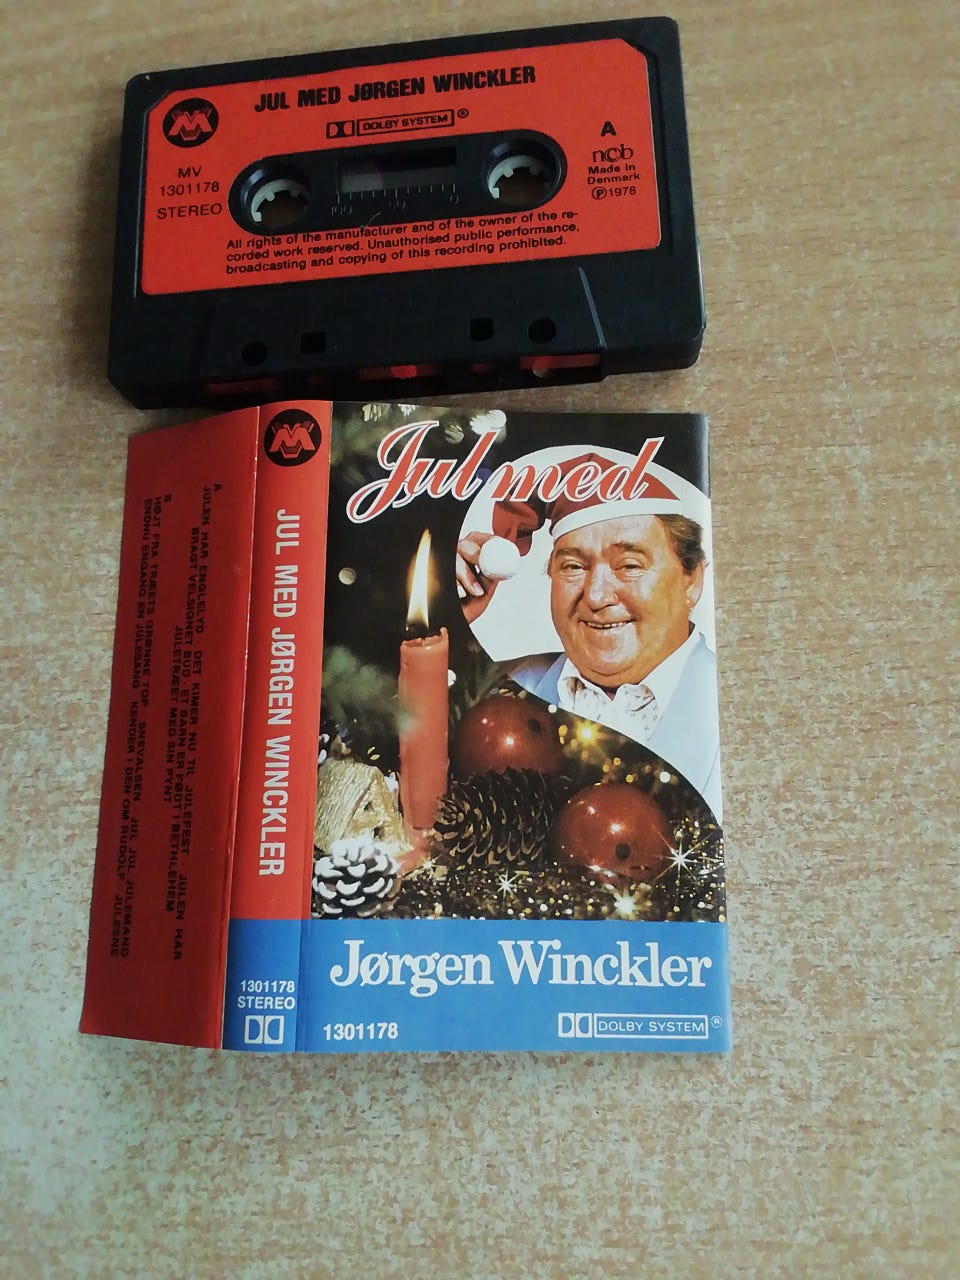 JUL MED JØRGEN WINCKLER
DOLBY SYSTEM®
MV
1301178
STEREO
A
ncb
Made in
Denmark
Ⓟ1978
100 50 0
All rights of the manufacturer and of the owner of the re-
corded work reserved. Unauthorised public performance,
broadcasting and copying of this recording prohibited.
A
JULEN HAR ENGLELYD · DET KIMER NU TIL JULEFEST · JULEN HAR
BRAGT VELSIGNET BUD · ET BARN ER FØDT I BETHLEHEM
JULETRÆET MED SIN PYNT
B
HØJT FRA TRÆETS GRØNNE TOP · SNEVALSEN · JUL, JUL, JULEMAND
ENDNU ENGANG EN JULESANG · KENDER I DEN OM RUDOLF · JULESNE
JUL MED JØRGEN WINCKLER
1301178
STEREO
Jul med
Jørgen Winckler
1301178
DOLBY SYSTEM®